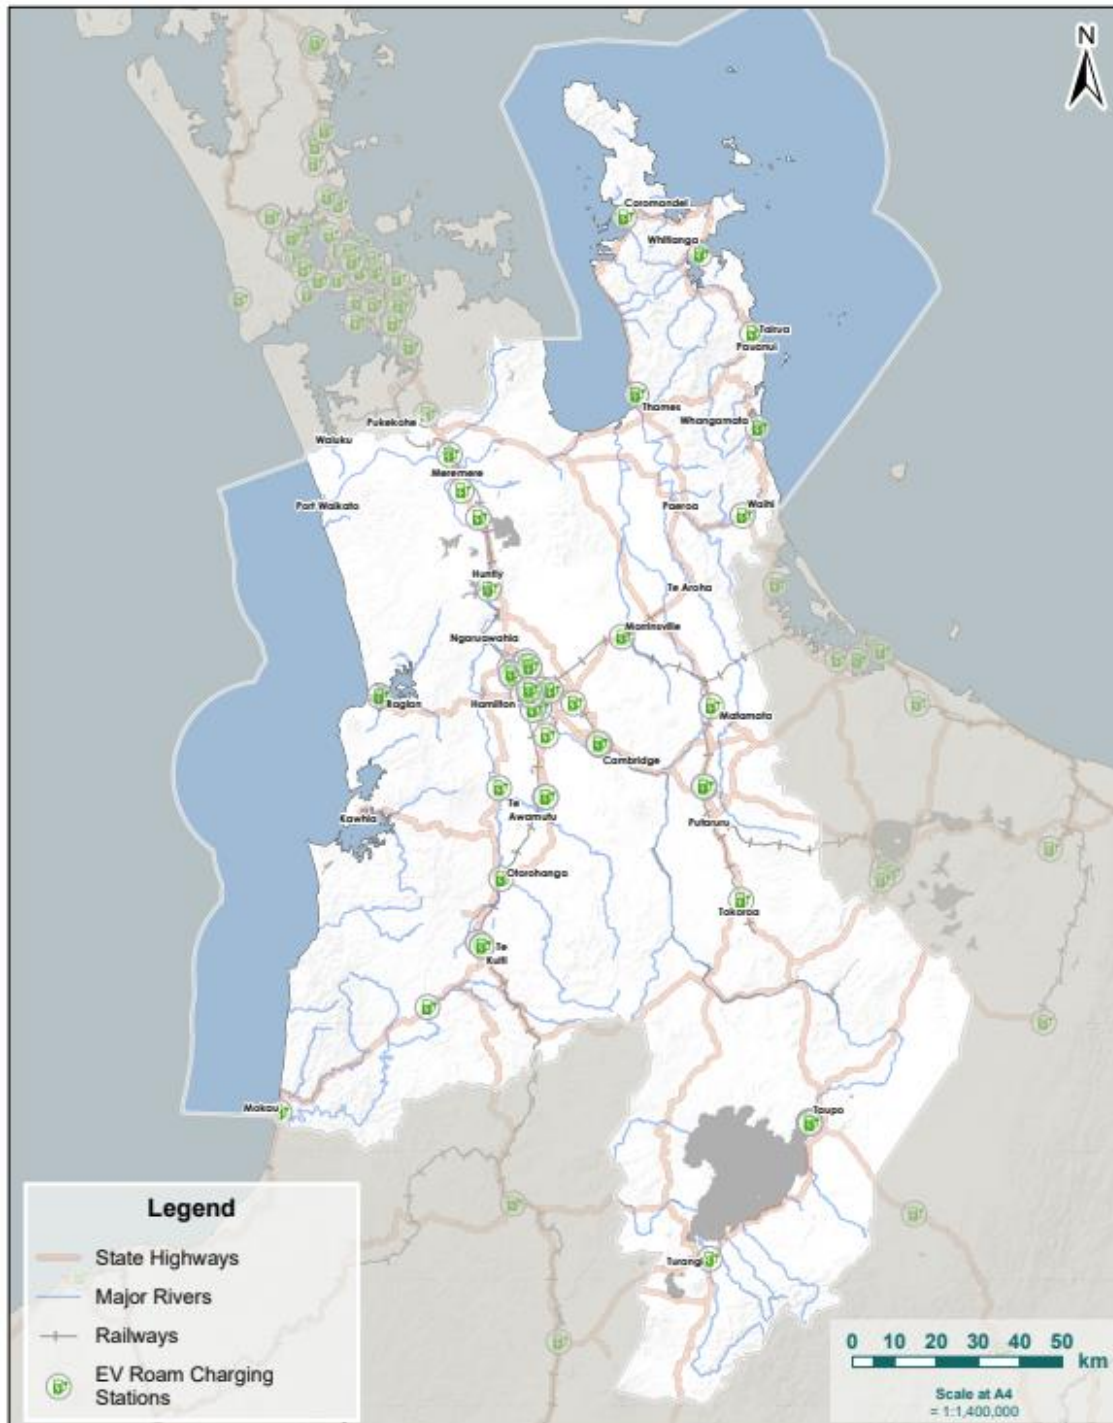 N
Coromandel
Whitianga
Tairua
Pauanui
Thames
Whangamata
Pukekohe
Waiuku
Meremere
Port Waikato
Paeroa
Waihi
Huntly
Te Aroha
Ngaruawahia
Morrinsville
Raglan
Hamilton
Matamata
Cambridge
Te
Awamutu
Kawhia
Putaruru
Otorohanga
Tokoroa
Te
Kuiti
Mokau
Taupo
Turangi
Legend
State Highways
Major Rivers
Railways
EV Roam Charging
Stations
0 10 20 30 40 50
km
Scale at A4
= 1:1,400,000